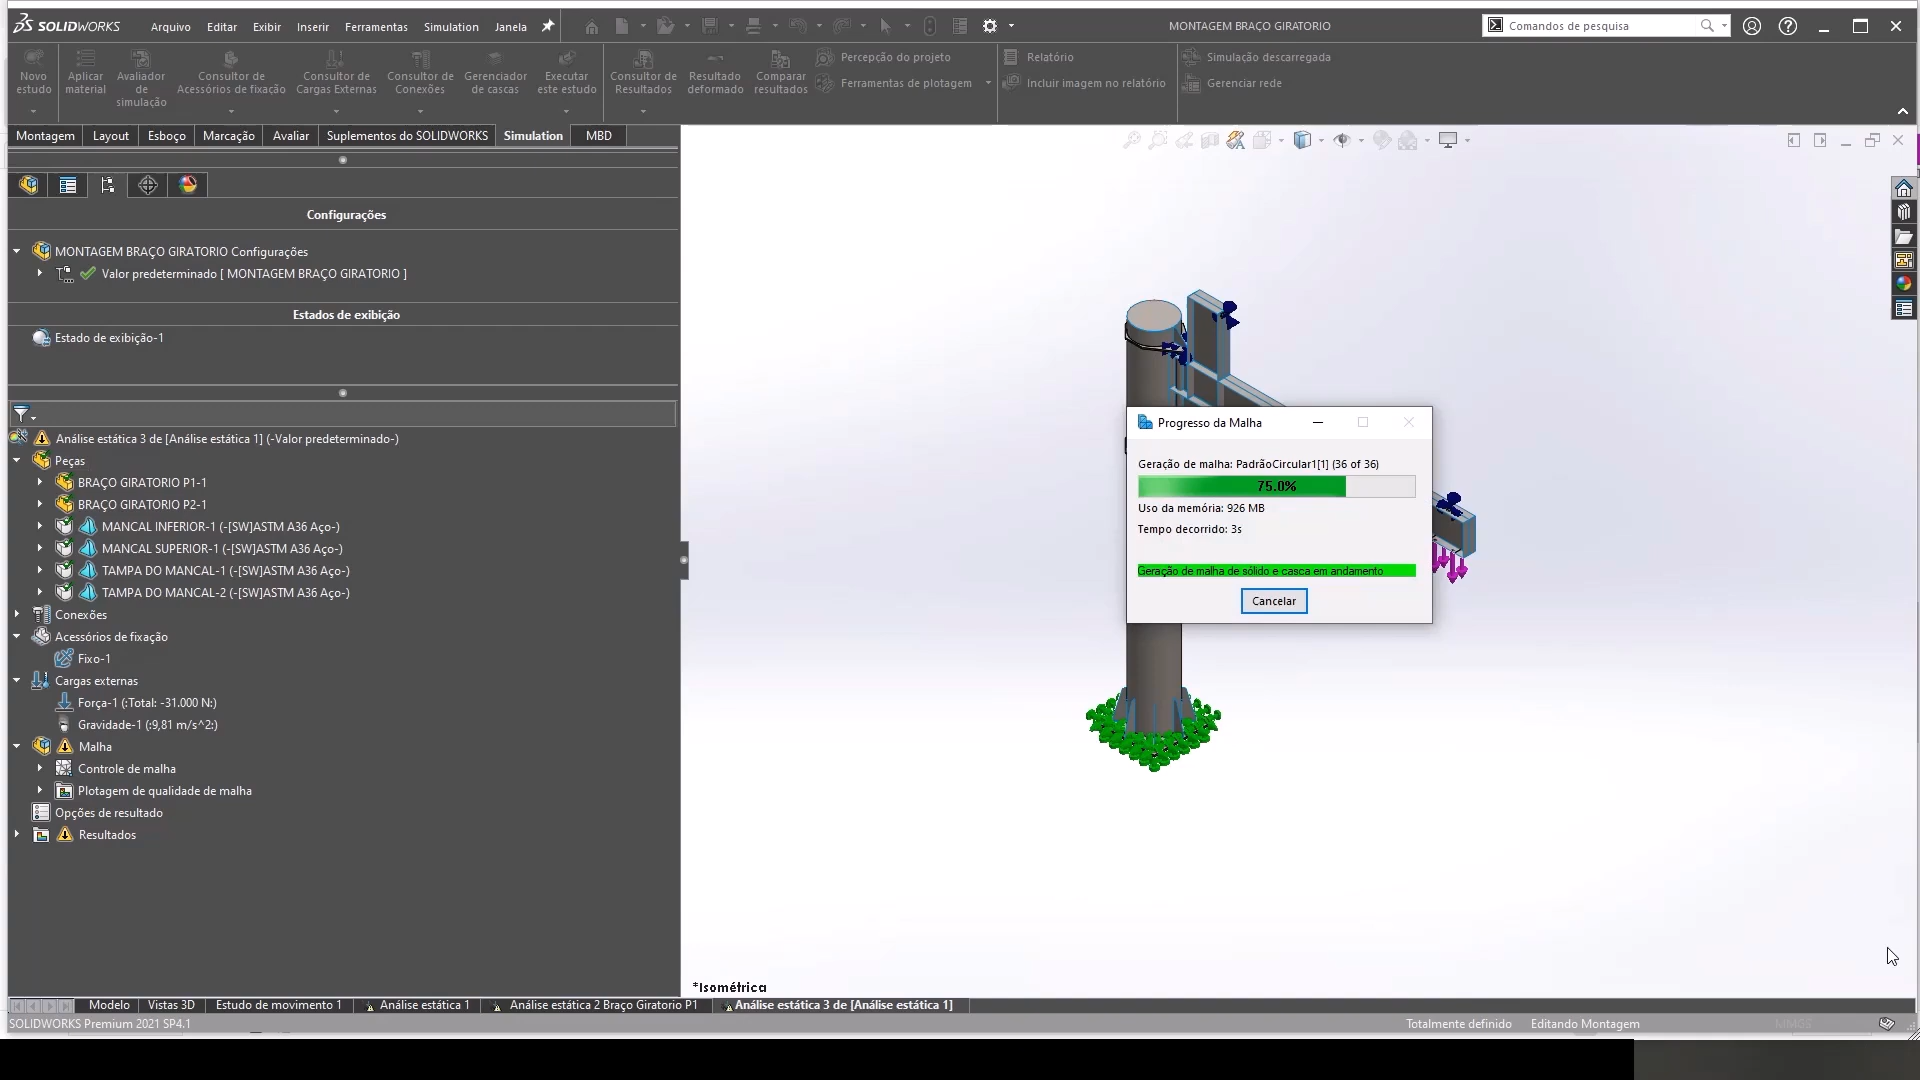 SOLIDWORKS Arquivo Editar Exibir Inserir Ferramentas Simulation Janela MONTAGEM BRAÇO GIRATORIO Comandos de pesquisa
Novo estudo
Aplicar material
Avaliador de simulação
Consultor de Acessórios de fixação
Consultor de Cargas Externas
Consultor de Conexões
Gerenciador de cascas
Executar este estudo
Consultor de Resultados
Resultado deformado
Comparar resultados
Percepção do projeto
Ferramentas de plotagem
Relatório
Incluir imagem no relatório
Simulação descarregada
Gerenciar rede
Montagem Layout Esboço Marcação Avaliar Suplementos do SOLIDWORKS Simulation MBD
Configurações
MONTAGEM BRAÇO GIRATORIO Configurações
Valor predeterminado [ MONTAGEM BRAÇO GIRATORIO ]
Estados de exibição
Estado de exibição-1
Análise estática 3 de [Análise estática 1] (-Valor predeterminado-)
Peças
BRAÇO GIRATORIO P1-1
BRAÇO GIRATORIO P2-1
MANCAL INFERIOR-1 (-[SW]ASTM A36 Aço-)
MANCAL SUPERIOR-1 (-[SW]ASTM A36 Aço-)
TAMPA DO MANCAL-1 (-[SW]ASTM A36 Aço-)
TAMPA DO MANCAL-2 (-[SW]ASTM A36 Aço-)
Conexões
Acessórios de fixação
Fixo-1
Cargas externas
Força-1 (:Total: -31.000 N:)
Gravidade-1 (:9,81 m/s^2:)
Malha
Controle de malha
Plotagem de qualidade de malha
Opções de resultado
Resultados
Progresso da Malha
Geração de malha: PadrãoCircular1[1] (36 of 36)
75.0%
Uso da memória: 926 MB
Tempo decorrido: 3s
Geração de malha de sólido e casca em andamento
Cancelar
*Isométrica
Modelo Vistas 3D Estudo de movimento 1 Análise estática 1 Análise estática 2 Braço Giratorio P1 Análise estática 3 de [Análise estática 1]
SOLIDWORKS Premium 2021 SP4.1 Totalmente definido Editando Montagem MMGS